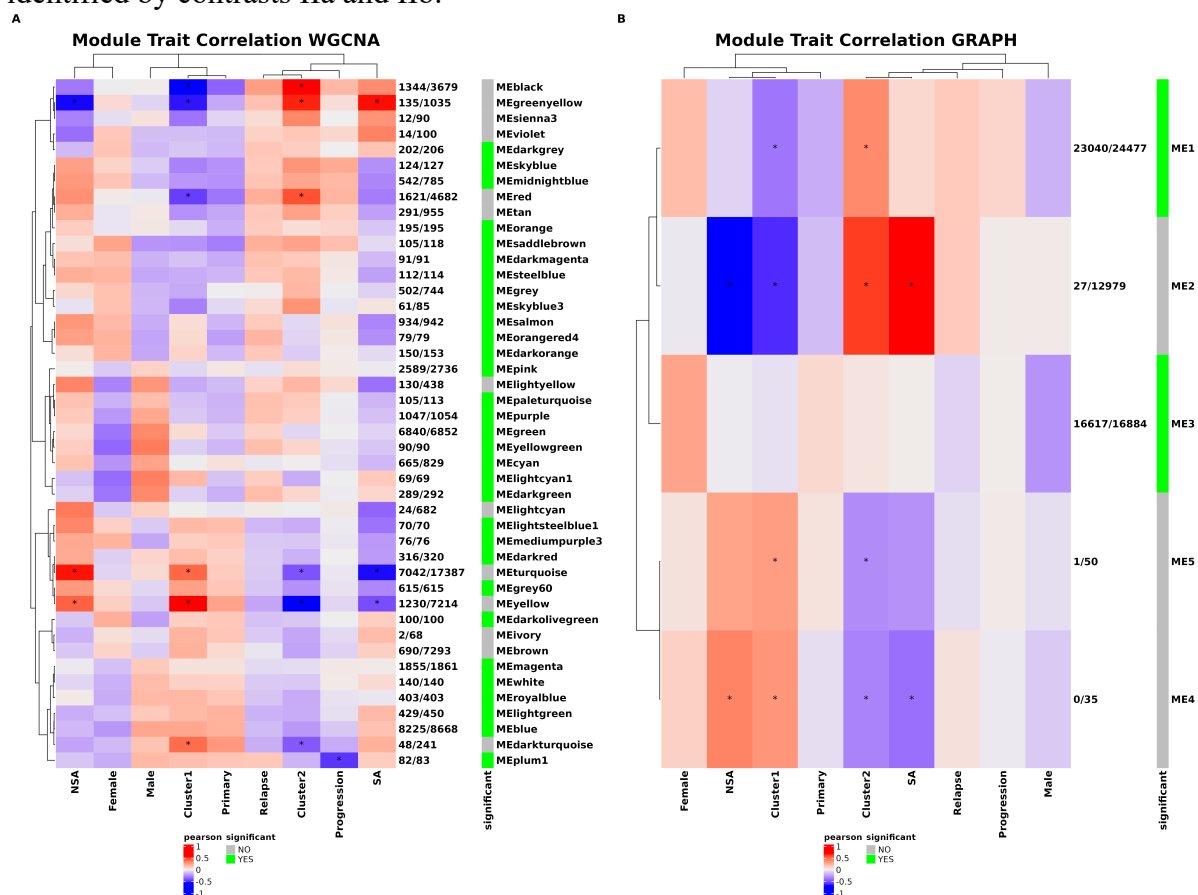 identified by contrasts IIa and IIb.
A
Module Trait Correlation WGCNA
1344/3679 MEblack
135/1035 MEgreenyellow
12/90 MEsienna3
14/100 MEviolet
202/206 MEdarkgrey
124/127 MEskyblue
542/785 MEmidnightblue
1621/4682 MEred
291/955 MEtan
195/195 MEorange
105/118 MEsaddlebrown
91/91 MEdarkmagenta
112/114 MEsteelblue
502/744 MEgrey
61/85 MEskyblue3
934/942 MEsalmon
79/79 MEorangered4
150/153 MEdarkorange
2589/2736 MEpink
130/438 MElightyellow
105/113 MEpaleturquoise
1047/1054 MEpurple
6840/6852 MEgreen
90/90 MEyellowgreen
665/829 MEcyan
69/69 MElightcyan1
289/292 MEdarkgreen
24/682 MElightcyan
70/70 MElightsteelblue1
76/76 MEmediumpurple3
316/320 MEdarkred
7042/17387 MEturquoise
615/615 MEgrey60
1230/7214 MEyellow
100/100 MEdarkolivegreen
2/68 MEivory
690/7293 MEbrown
1855/1861 MEmagenta
140/140 MEwhite
403/403 MEroyalblue
429/450 MElightgreen
8225/8668 MEblue
48/241 MEdarkturquoise
82/83 MEplum1
NSA Female Male Cluster1 Primary Relapse Cluster2 Progression SA significant
pearson significant
1 NO
0.5 YES
0
-0.5
-1
B
Module Trait Correlation GRAPH
23040/24477 ME1
27/12979 ME2
16617/16884 ME3
1/50 ME5
0/35 ME4
Female NSA Cluster1 Primary Cluster2 SA Relapse Progression Male significant
pearson significant
1 NO
0.5 YES
0
-0.5
-1